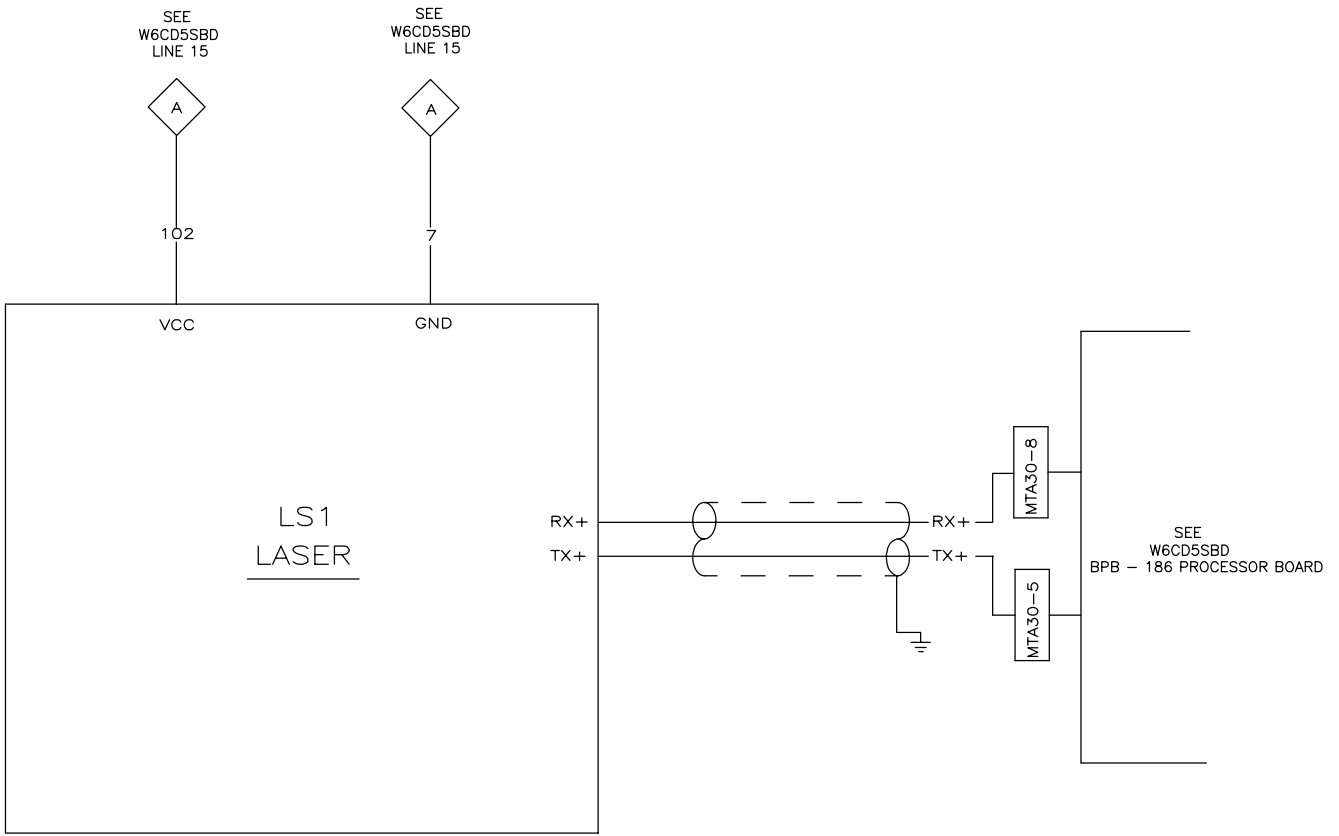 SEE
W6CD5SBD
LINE 15
SEE
W6CD5SBD
LINE 15
A
A
102
7
VCC
GND
LS1
LASER
RX+
TX+
RX+
TX+
MTA30-8
MTA30-5
SEE
W6CD5SBD
BPB - 186 PROCESSOR BOARD